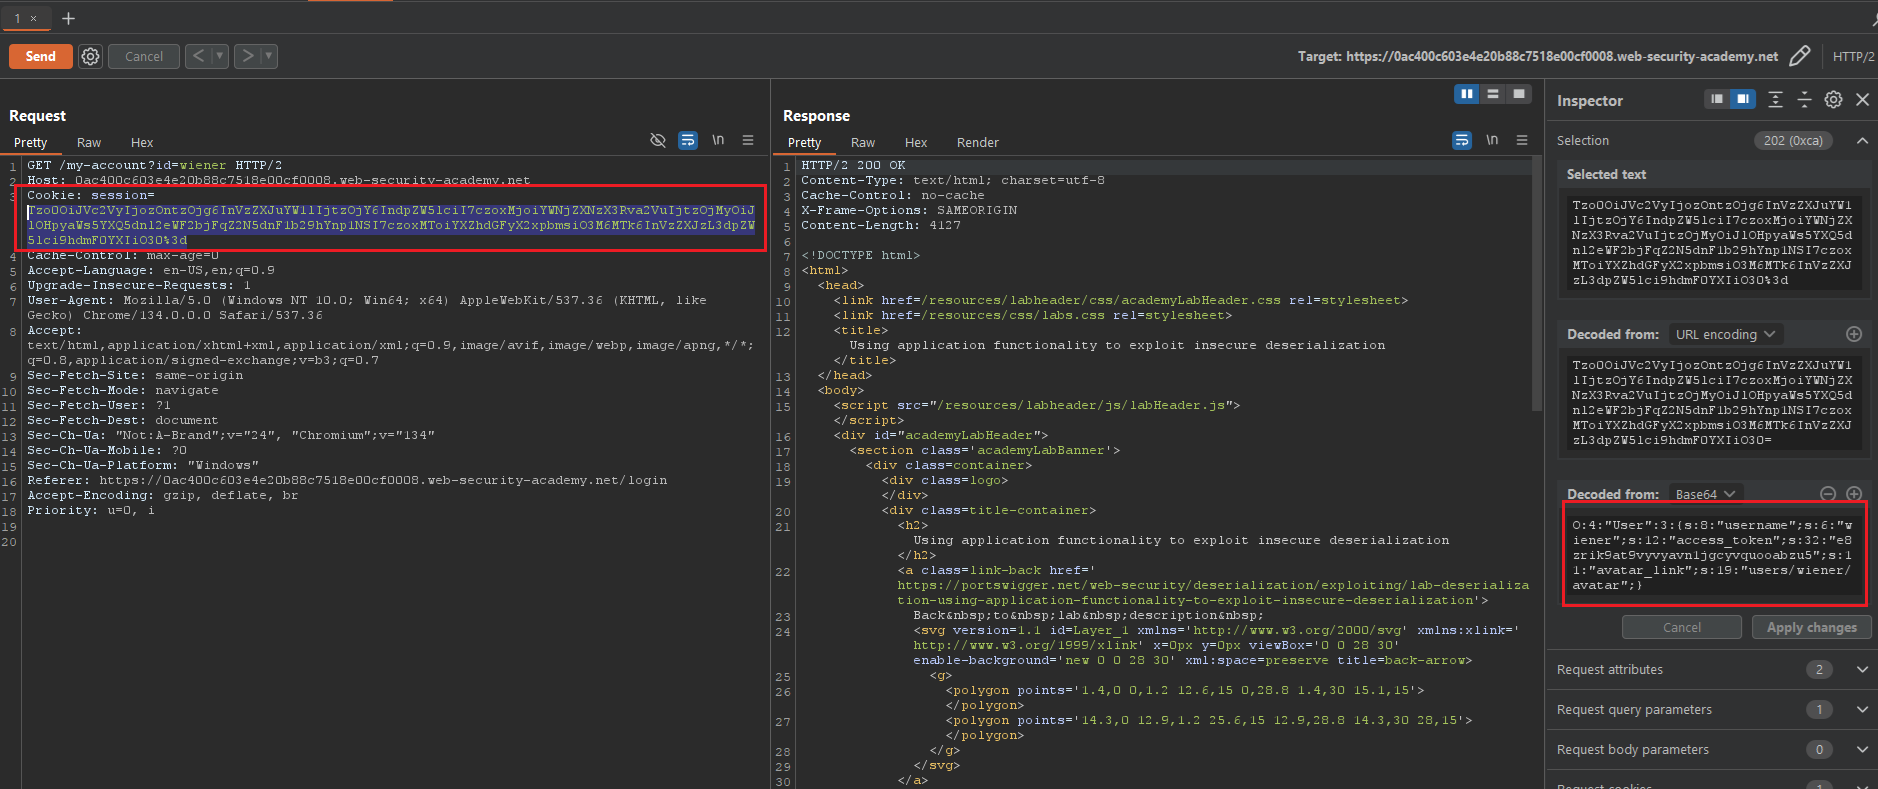 1 × +
Send Cancel < > Target: https://0ac400c603e4e20b88c7518e00cf0008.web-security-academy.net HTTP/2
Request
Pretty Raw Hex \n
1 GET /my-account?id=wiener HTTP/2
2 Host: 0ac400c603e4e20b88c7518e00cf0008.web-security-academy.net
3 Cookie: session=
Tzo0OiJVc2VyIjozOntzOjg6InVzZXJuYW1lIjtzOjY6IndpZW5lciI7czoxMjoiYWNjZXNzX3Rva2VuIjtzOjMyOiJ
lOHpyaWs5YXQ5dnl2eWF2bjFqZ2N5dnF1b29hYnp1NSI7czoxMToiYXZhdGFyX2xpbmsiO3M6MTk6InVzZXJzL3dpZW
5lci9hdmF0YXIiO30%3d
4 Cache-Control: max-age=0
5 Accept-Language: en-US,en;q=0.9
6 Upgrade-Insecure-Requests: 1
7 User-Agent: Mozilla/5.0 (Windows NT 10.0; Win64; x64) AppleWebKit/537.36 (KHTML, like
Gecko) Chrome/134.0.0.0 Safari/537.36
8 Accept:
text/html,application/xhtml+xml,application/xml;q=0.9,image/avif,image/webp,image/apng,*/*;
q=0.8,application/signed-exchange;v=b3;q=0.7
9 Sec-Fetch-Site: same-origin
10 Sec-Fetch-Mode: navigate
11 Sec-Fetch-User: ?1
12 Sec-Fetch-Dest: document
13 Sec-Ch-Ua: "Not:A-Brand";v="24", "Chromium";v="134"
14 Sec-Ch-Ua-Mobile: ?0
15 Sec-Ch-Ua-Platform: "Windows"
16 Referer: https://0ac400c603e4e20b88c7518e00cf0008.web-security-academy.net/login
17 Accept-Encoding: gzip, deflate, br
18 Priority: u=0, i
19
20
Response
Pretty Raw Hex Render \n
1 HTTP/2 200 OK
2 Content-Type: text/html; charset=utf-8
3 Cache-Control: no-cache
4 X-Frame-Options: SAMEORIGIN
5 Content-Length: 4127
6
7 <!DOCTYPE html>
8 <html>
9 <head>
10 <link href=/resources/labheader/css/academyLabHeader.css rel=stylesheet>
11 <link href=/resources/css/labs.css rel=stylesheet>
12 <title>
Using application functionality to exploit insecure deserialization
</title>
13 </head>
14 <body>
15 <script src="/resources/labheader/js/labHeader.js">
</script>
16 <div id="academyLabHeader">
17 <section class='academyLabBanner'>
18 <div class=container>
19 <div class=logo>
</div>
20 <div class=title-container>
21 <h2>
Using application functionality to exploit insecure deserialization
</h2>
22 <a class=link-back href='
https://portswigger.net/web-security/deserialization/exploiting/lab-deserializa
tion-using-application-functionality-to-exploit-insecure-deserialization'>
23 Back&nbsp;to&nbsp;lab&nbsp;description&nbsp;
24 <svg version=1.1 id=Layer_1 xmlns='http://www.w3.org/2000/svg' xmlns:xlink='
http://www.w3.org/1999/xlink' x=0px y=0px viewBox='0 0 28 30'
enable-background='new 0 0 28 30' xml:space=preserve title=back-arrow>
25 <g>
26 <polygon points='1.4,0 0,1.2 12.6,15 0,28.8 1.4,30 15.1,15'>
</polygon>
27 <polygon points='14.3,0 12.9,1.2 25.6,15 12.9,28.8 14.3,30 28,15'>
</polygon>
28 </g>
29 </svg>
30 </a>
Inspector
Selection 202 (0xca)
Selected text
Tzo0OiJVc2VyIjozOntzOjg6InVzZXJuYW1
lIjtzOjY6IndpZW5lciI7czoxMjoiYWNjZX
NzX3Rva2VuIjtzOjMyOiJlOHpyaWs5YXQ5d
nl2eWF2bjFqZ2N5dnF1b29hYnp1NSI7czox
MToiYXZhdGFyX2xpbmsiO3M6MTk6InVzZXJ
zL3dpZW5lci9hdmF0YXIiO30%3d
Decoded from: URL encoding
Tzo0OiJVc2VyIjozOntzOjg6InVzZXJuYW1
lIjtzOjY6IndpZW5lciI7czoxMjoiYWNjZX
NzX3Rva2VuIjtzOjMyOiJlOHpyaWs5YXQ5d
nl2eWF2bjFqZ2N5dnF1b29hYnp1NSI7czox
MToiYXZhdGFyX2xpbmsiO3M6MTk6InVzZXJ
zL3dpZW5lci9hdmF0YXIiO30=
Decoded from: Base64
O:4:"User":3:{s:8:"username";s:6:"w
iener";s:12:"access_token";s:32:"e8
zrik9at9vyvyavn1jgcyvquooabzu5";s:1
1:"avatar_link";s:19:"users/wiener/
avatar";}
Cancel Apply changes
Request attributes 2
Request query parameters 1
Request body parameters 0
Request cookies 1